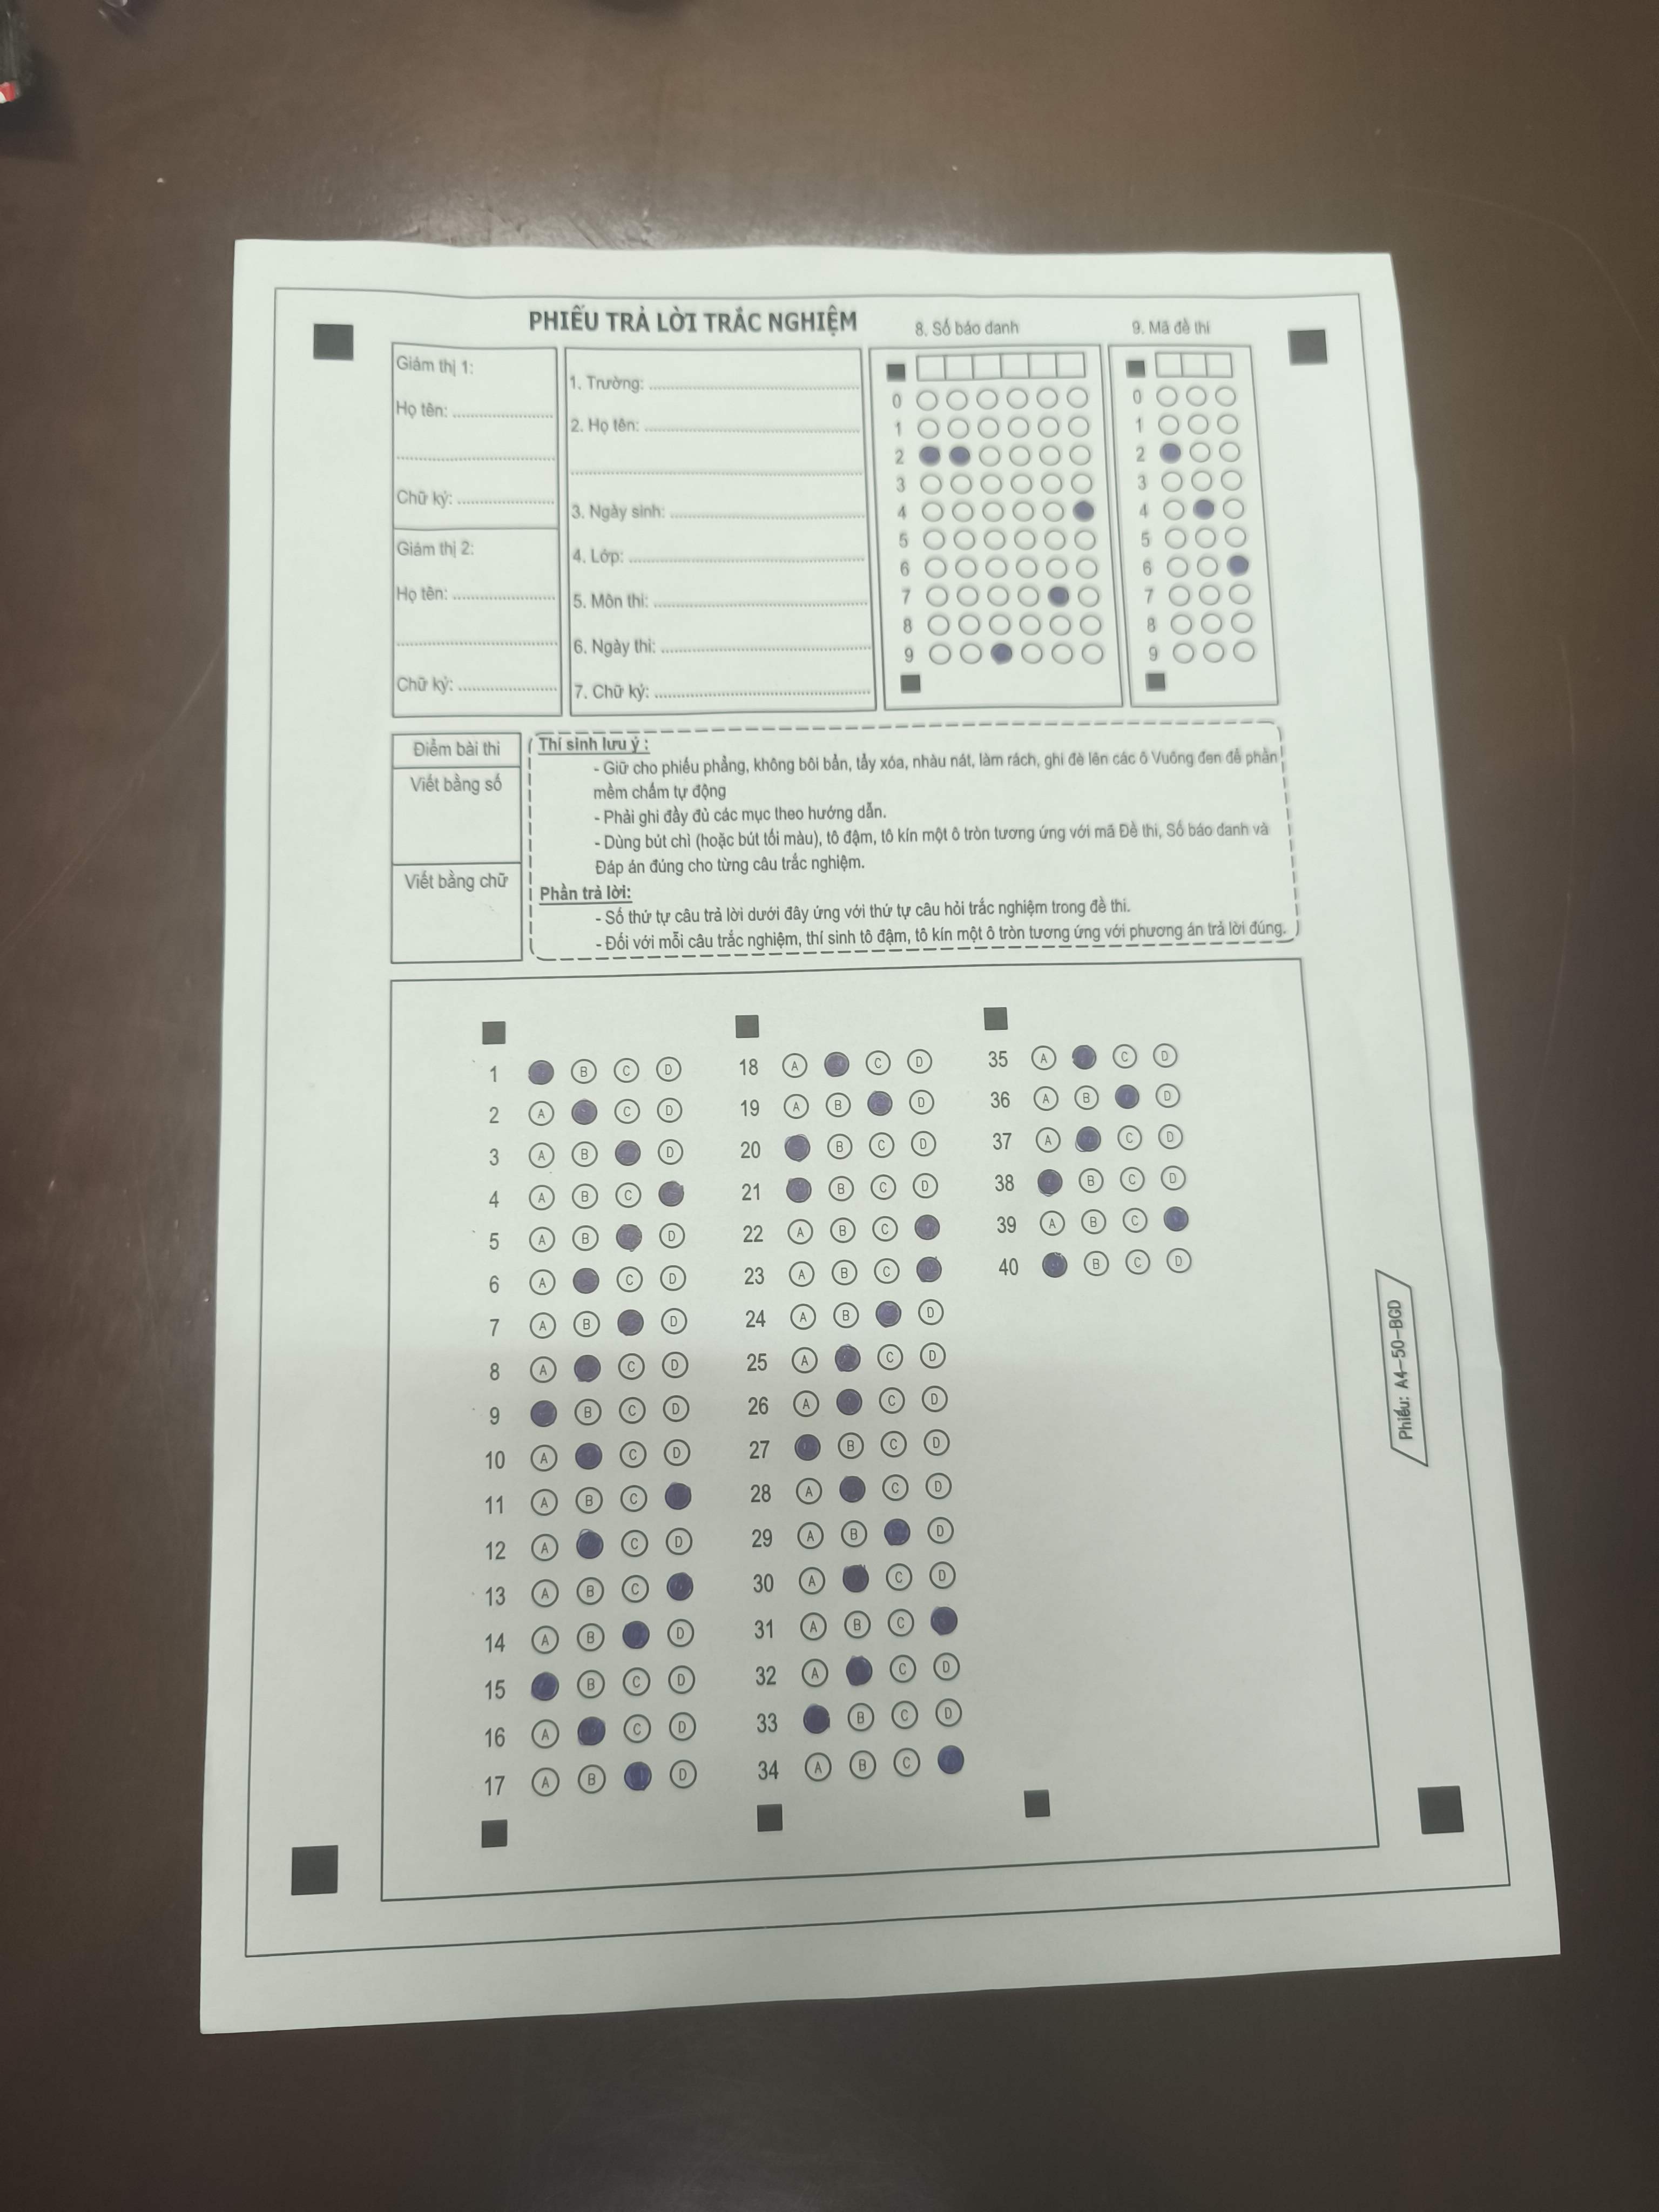 PHIẾU TRẢ LỜI TRẮC NGHIỆM
8. Số báo danh
9. Mã đề thi
Giám thị 1:
Họ tên: ........................
Chữ ký: ........................
Giám thị 2:
Họ tên: ........................
Chữ ký: ........................
1. Trường: ........................
2. Họ tên: ........................
3. Ngày sinh: ........................
4. Lớp: ........................
5. Môn thi: ........................
6. Ngày thi: ........................
7. Chữ ký: ........................
0 0
1 1
2 2
3 3
4 4
5 5
6 6
7 7
8 8
9 9
Điểm bài thi
Viết bằng số
Viết bằng chữ
Thí sinh lưu ý :
- Giữ cho phiếu phẳng, không bôi bẩn, tẩy xóa, nhàu nát, làm rách, ghi đè lên các ô Vuông đen để phần
mềm chấm tự động
- Phải ghi đầy đủ các mục theo hướng dẫn.
- Dùng bút chì (hoặc bút tối màu), tô đậm, tô kín một ô tròn tương ứng với mã Đề thi, Số báo danh và
Đáp án đúng cho từng câu trắc nghiệm.
Phần trả lời:
- Số thứ tự câu trả lời dưới đây ứng với thứ tự câu hỏi trắc nghiệm trong đề thi.
- Đối với mỗi câu trắc nghiệm, thí sinh tô đậm, tô kín một ô tròn tương ứng với phương án trả lời đúng.
1 B C D
2 A C D
3 A B D
4 A B C
5 A B D
6 A C D
7 A B D
8 A C D
9 B C D
10 A C D
11 A B C
12 A C D
13 A B C
14 A B D
15 B C D
16 A C D
17 A B D
18 A C D
19 A B D
20 B C D
21 B C D
22 A B C
23 A B C
24 A B D
25 A C D
26 A C D
27 B C D
28 A C D
29 A B D
30 A C D
31 A B C
32 A C D
33 B C D
34 A B C
35 A C D
36 A B D
37 A C D
38 B C D
39 A B C
40 B C D
Phiếu: A4-50-BGD